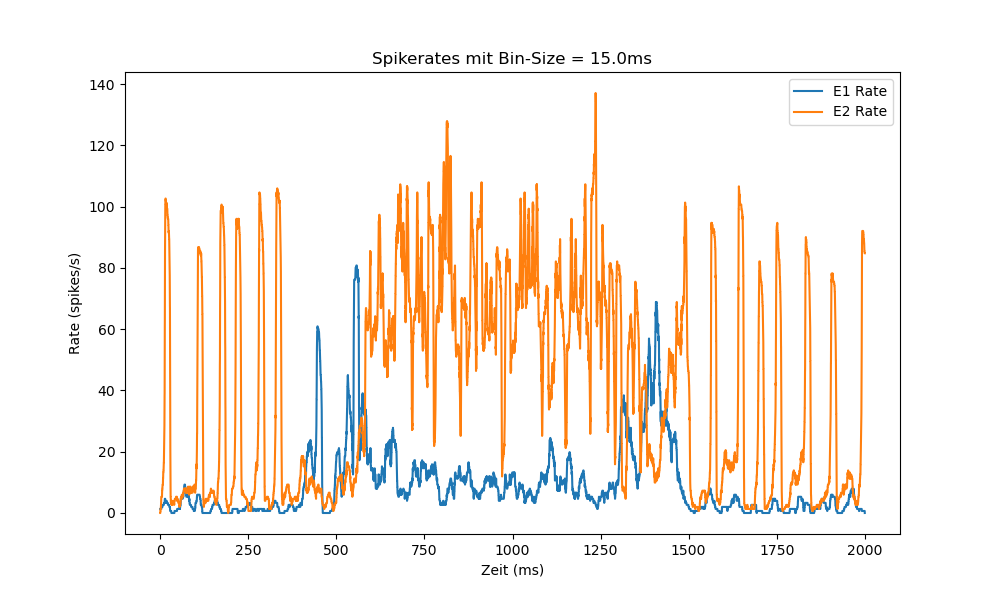 Spikerates mit Bin-Size = 15.0ms
E1 Rate
E2 Rate
Rate (spikes/s)
140
120
100
80
60
40
20
0
0 250 500 750 1000 1250 1500 1750 2000
Zeit (ms)